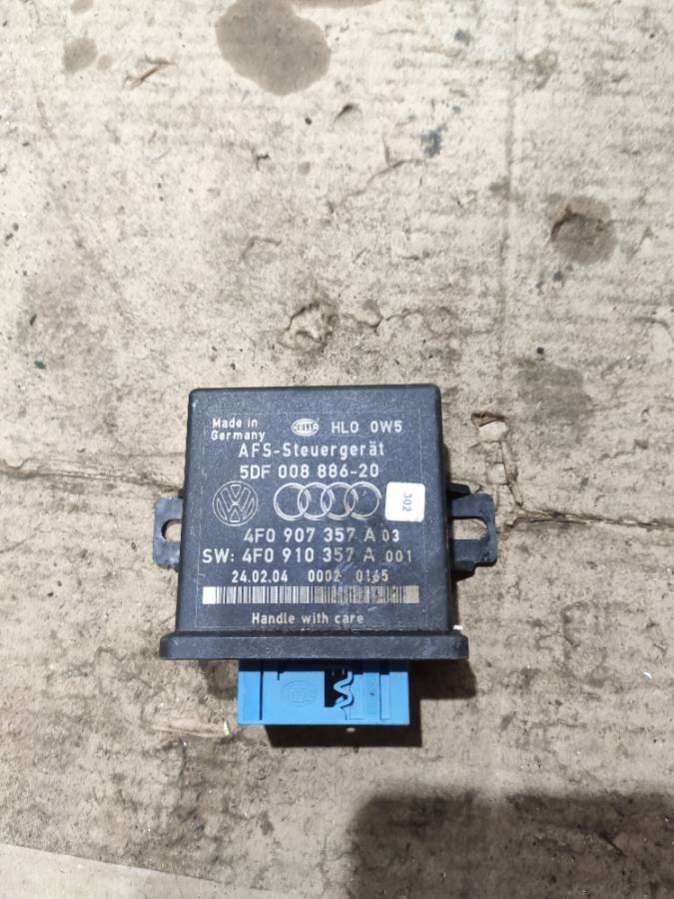 Made in
Germany
HLO 0W5
AFS-Steuergerät
5DF 008 886-20
302
4F0 907 357 A 03
SW: 4F0 910 357 A 001
24.02.04 0002 0165
Handle with care